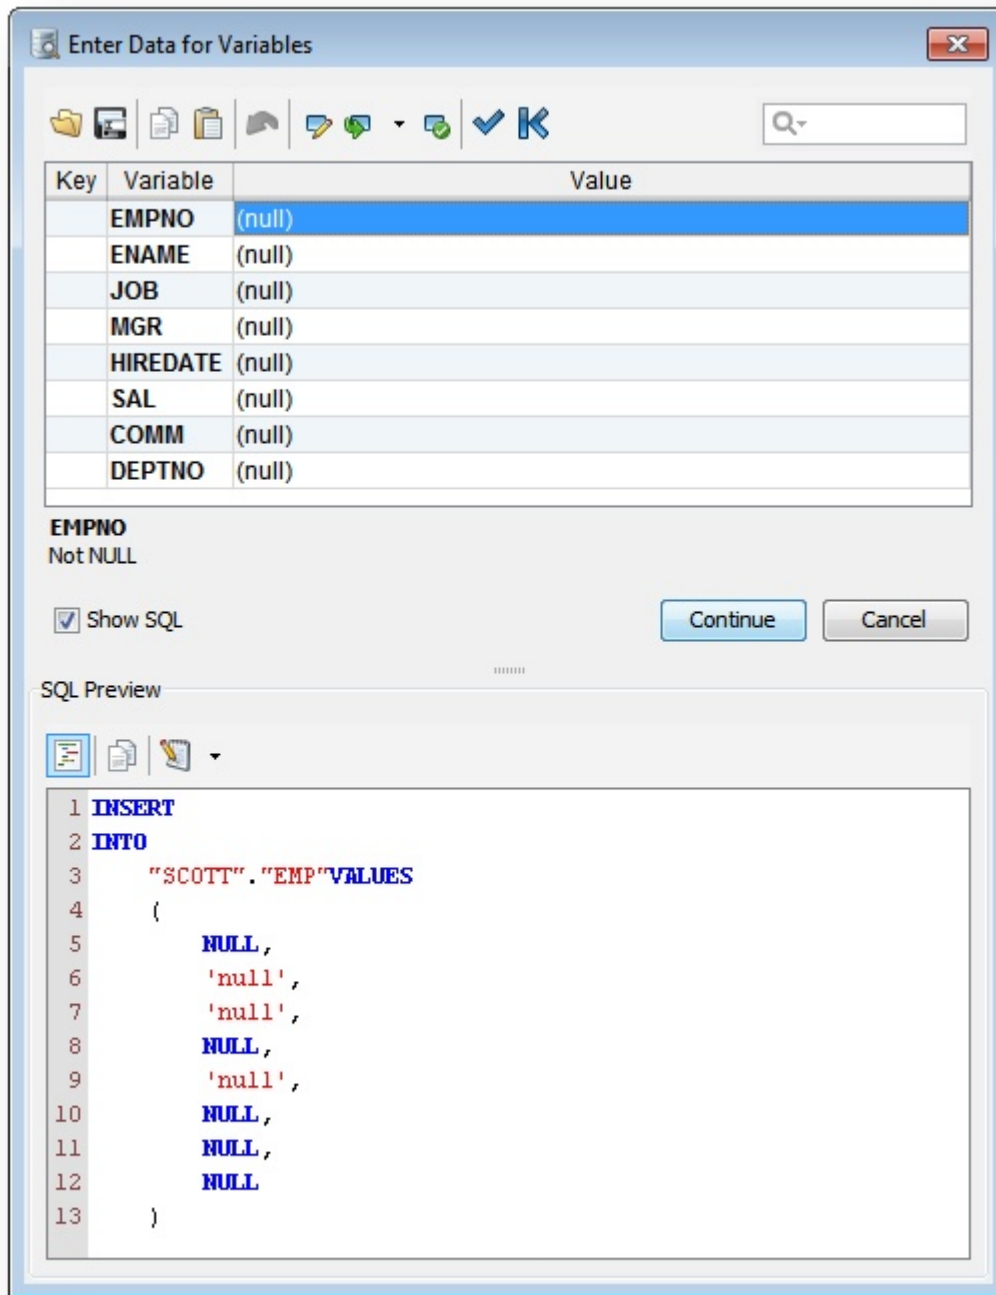 Enter Data for Variables
Key Variable Value
EMPNO (null)
ENAME (null)
JOB (null)
MGR (null)
HIREDATE (null)
SAL (null)
COMM (null)
DEPTNO (null)
EMPNO
Not NULL
Show SQL Continue Cancel
SQL Preview
1 INSERT
2 INTO
3 "SCOTT"."EMP"VALUES
4 (
5 NULL,
6 'null',
7 'null',
8 NULL,
9 'null',
10 NULL,
11 NULL,
12 NULL
13 )